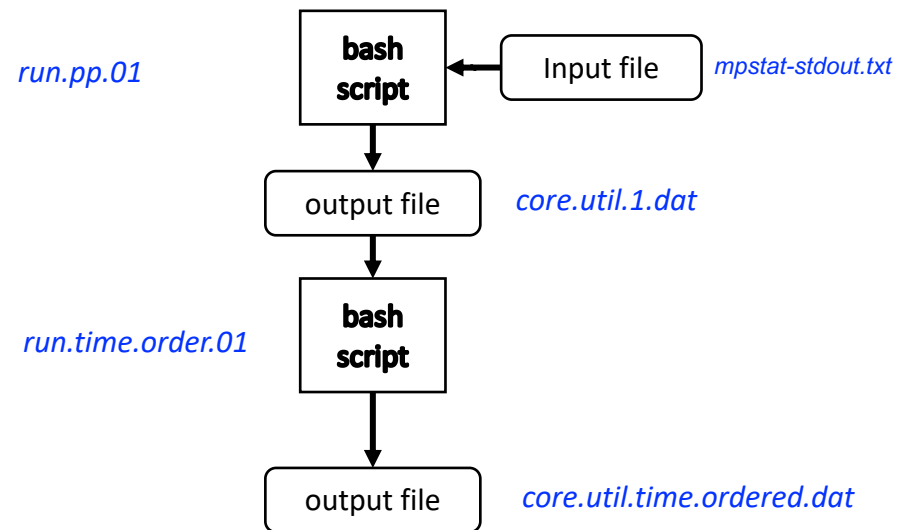 run.pp.01
bash
script
Input file
mpstat-stdout.txt
output file
core.util.1.dat
run.time.order.01
bash
script
output file
core.util.time.ordered.dat